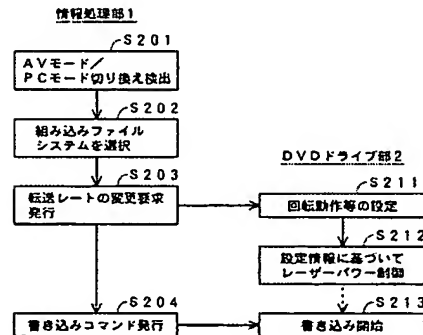 情報処理部1
S201
AVモード/
PCモード切り換え検出
S202
組み込みファイル
システムを選択
S203
転送レートの変更要求
発行
S204
書き込みコマンド発行
DVDドライブ部2
S211
回転動作等の設定
S212
設定情報に基づいて
レーザーパワー制御
S213
書き込み開始